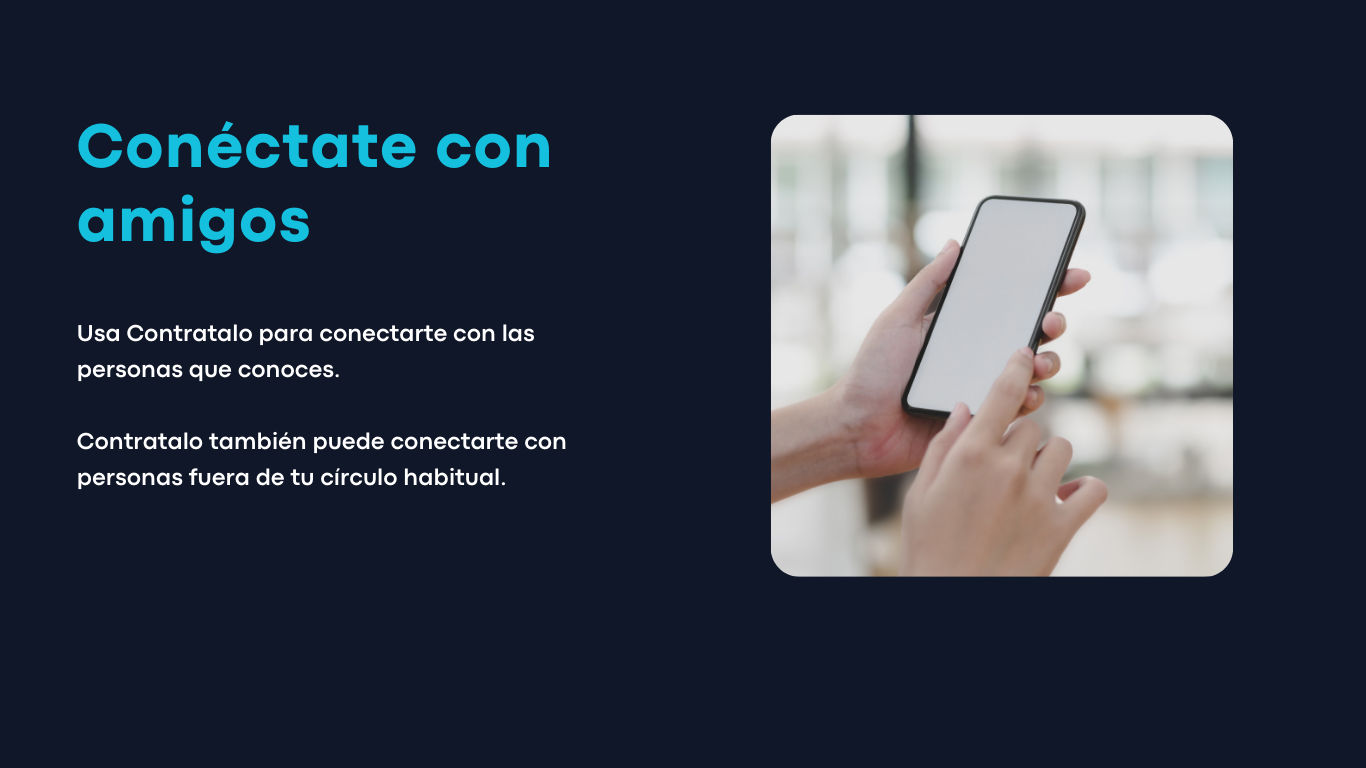 Conéctate con
amigos
Usa Contratalo para conectarte con las
personas que conoces.
Contratalo también puede conectarte con
personas fuera de tu círculo habitual.